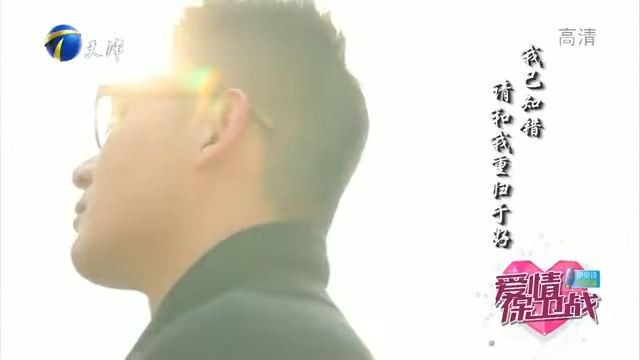 天津
高清
我已知错
请和我重归于好
爱情
保卫战